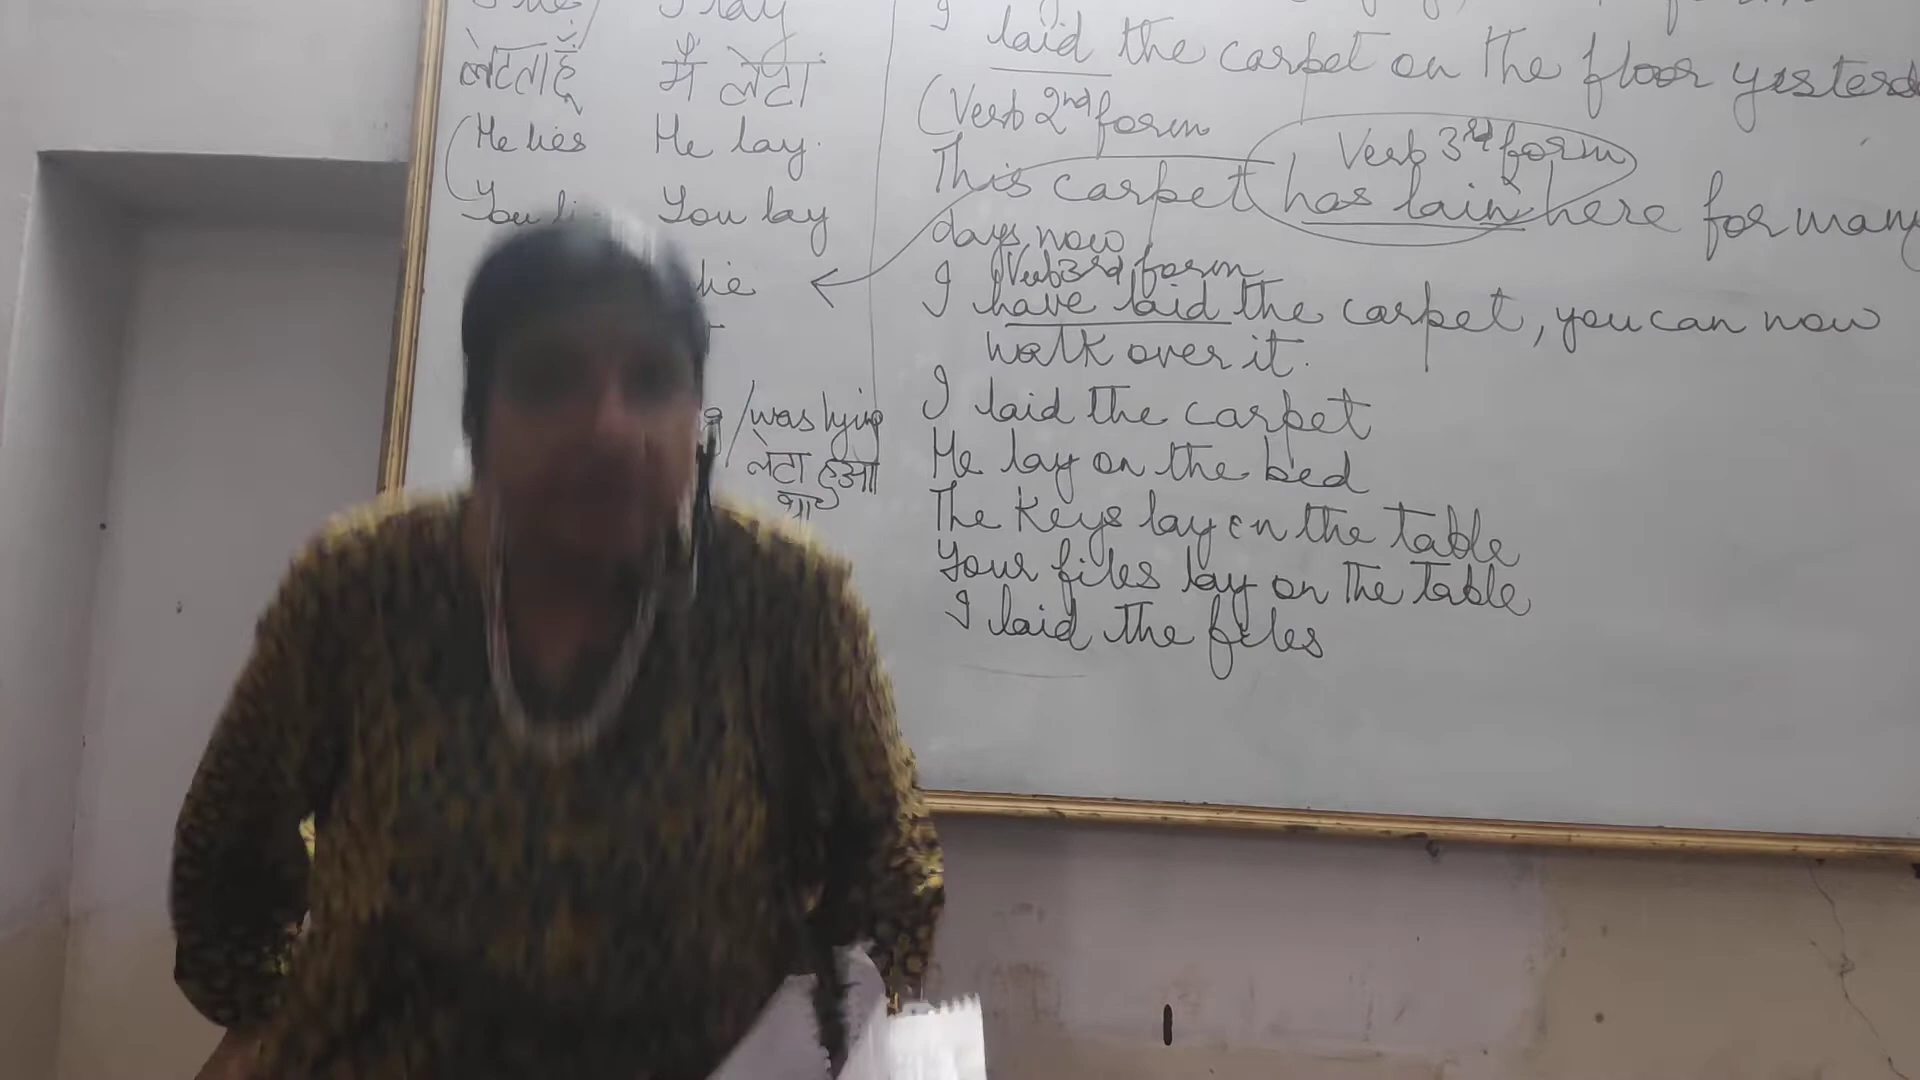 I lay
लेटता हूँ
मैं लेटा
He lies
He lay.
You lay
lie
was lying
लेटा हुआ
था
I laid the carpet on the floor
(Verb 2nd form
Verb 3rd form
This carpet has lain here for many
days now
Verb 3rd form
I have laid the carpet, you can now
walk over it.
I laid the carpet
He lay on the bed
The keys lay on the table
Your files lay on the table
I laid the files